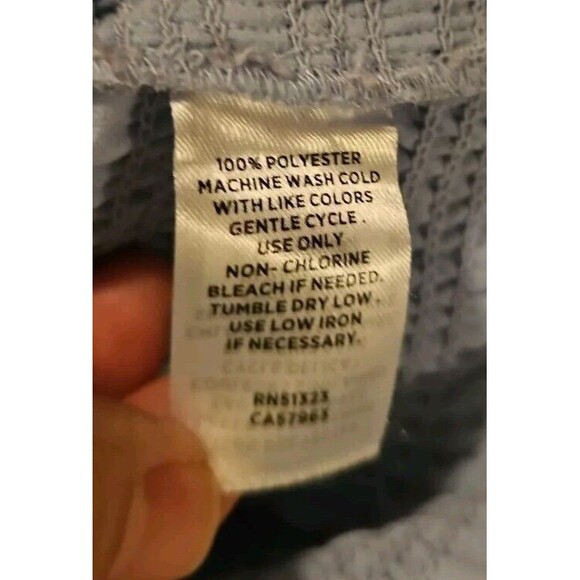 100% POLYESTER
MACHINE WASH COLD
WITH LIKE COLORS
GENTLE CYCLE.
USE ONLY
NON- CHLORINE
BLEACH IF NEEDED.
TUMBLE DRY LOW,
USE LOW IRON
IF NECESSARY.
RN51323
CA57963